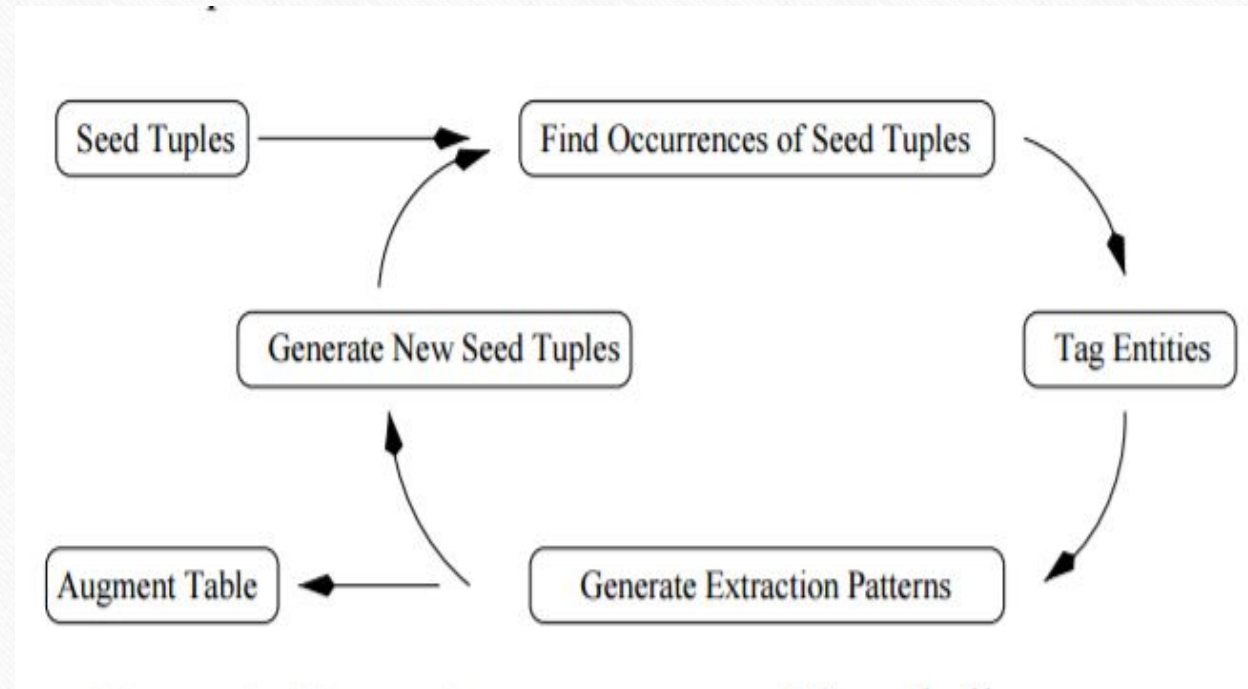 Seed Tuples
Find Occurrences of Seed Tuples
Generate New Seed Tuples
Tag Entities
Augment Table
Generate Extraction Patterns